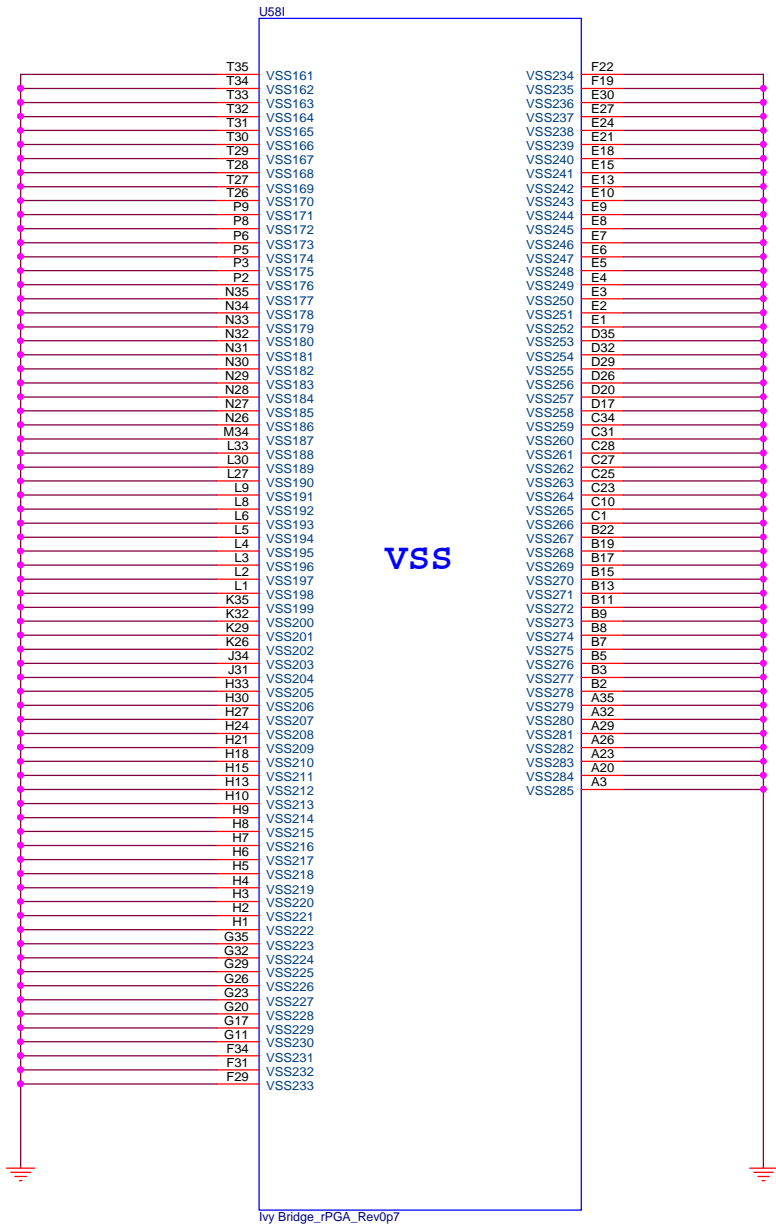 U58I
T35 VSS161
T34 VSS162
T33 VSS163
T32 VSS164
T31 VSS165
T30 VSS166
T29 VSS167
T28 VSS168
T27 VSS169
T26 VSS170
P9 VSS171
P8 VSS172
P6 VSS173
P5 VSS174
P3 VSS175
P2 VSS176
N35 VSS177
N34 VSS178
N33 VSS179
N32 VSS180
N31 VSS181
N30 VSS182
N29 VSS183
N28 VSS184
N27 VSS185
N26 VSS186
M34 VSS187
L33 VSS188
L30 VSS189
L27 VSS190
L9 VSS191
L8 VSS192
L6 VSS193
L5 VSS194
L4 VSS195
L3 VSS196
L2 VSS197
L1 VSS198
K35 VSS199
K32 VSS200
K29 VSS201
K26 VSS202
J34 VSS203
J31 VSS204
H33 VSS205
H30 VSS206
H27 VSS207
H24 VSS208
H21 VSS209
H18 VSS210
H15 VSS211
H13 VSS212
H10 VSS213
H9 VSS214
H8 VSS215
H7 VSS216
H6 VSS217
H5 VSS218
H4 VSS219
H3 VSS220
H2 VSS221
H1 VSS222
G35 VSS223
G32 VSS224
G29 VSS225
G26 VSS226
G23 VSS227
G20 VSS228
G17 VSS229
G11 VSS230
F34 VSS231
F31 VSS232
F29 VSS233
VSS
VSS234 F22
VSS235 F19
VSS236 E30
VSS237 E27
VSS238 E24
VSS239 E21
VSS240 E18
VSS241 E15
VSS242 E13
VSS243 E10
VSS244 E9
VSS245 E8
VSS246 E7
VSS247 E6
VSS248 E5
VSS249 E4
VSS250 E3
VSS251 E2
VSS252 E1
VSS253 D35
VSS254 D32
VSS255 D29
VSS256 D26
VSS257 D20
VSS258 D17
VSS259 C34
VSS260 C31
VSS261 C28
VSS262 C27
VSS263 C25
VSS264 C23
VSS265 C10
VSS266 C1
VSS267 B22
VSS268 B19
VSS269 B17
VSS270 B15
VSS271 B13
VSS272 B11
VSS273 B9
VSS274 B8
VSS275 B7
VSS276 B5
VSS277 B3
VSS278 B2
VSS279 A35
VSS280 A32
VSS281 A29
VSS282 A26
VSS283 A23
VSS284 A20
VSS285 A3
Ivy Bridge_rPGA_Rev0p7